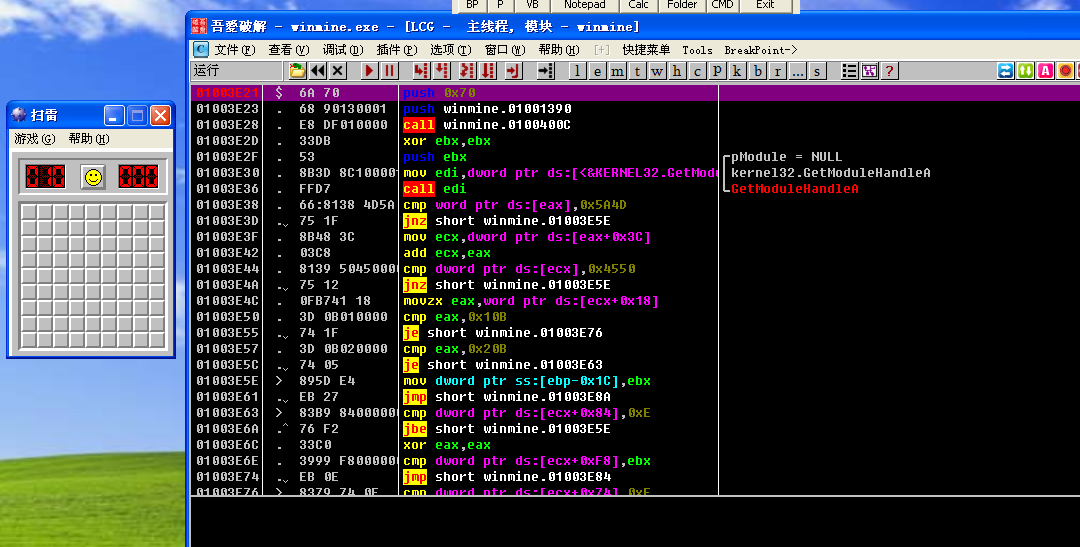 BP P VB Notepad Calc Folder CMD Exit
吾愛破解 - winmine.exe - [LCG - 主线程, 模块 - winmine]
C 文件(F) 查看(V) 调试(D) 插件(P) 选项(T) 窗口(W) 帮助(H) [+] 快捷菜单 Tools BreakPoint->
运行 l e m t w h c p k b r ... s ?
扫雷
游戏(G) 帮助(H)
01003E21 $ 6A 70 push 0x70
01003E23 . 68 90130001 push winmine.01001390
01003E28 . E8 DF010000 call winmine.0100400C
01003E2D . 33DB xor ebx,ebx
01003E2F . 53 push ebx pModule = NULL
01003E30 . 8B3D 8C10000 mov edi,dword ptr ds:[<&KERNEL32.GetMod kernel32.GetModuleHandleA
01003E36 . FFD7 call edi GetModuleHandleA
01003E38 . 66:8138 4D5A cmp word ptr ds:[eax],0x5A4D
01003E3D . 75 1F jnz short winmine.01003E5E
01003E3F . 8B48 3C mov ecx,dword ptr ds:[eax+0x3C]
01003E42 . 03C8 add ecx,eax
01003E44 . 8139 5045000 cmp dword ptr ds:[ecx],0x4550
01003E4A . 75 12 jnz short winmine.01003E5E
01003E4C . 0FB741 18 movzx eax,word ptr ds:[ecx+0x18]
01003E50 . 3D 0B010000 cmp eax,0x10B
01003E55 . 74 1F je short winmine.01003E76
01003E57 . 3D 0B020000 cmp eax,0x20B
01003E5C . 74 05 je short winmine.01003E63
01003E5E > 895D E4 mov dword ptr ss:[ebp-0x1C],ebx
01003E61 . EB 27 jmp short winmine.01003E8A
01003E63 > 83B9 8400000 cmp dword ptr ds:[ecx+0x84],0xE
01003E6A .^ 76 F2 jbe short winmine.01003E5E
01003E6C . 33C0 xor eax,eax
01003E6E . 3999 F800000 cmp dword ptr ds:[ecx+0xF8],ebx
01003E74 . EB 0E jmp short winmine.01003E84
01003E76 > 8379 74 0E cmp dword ptr ds:[ecx+0x74],0xE